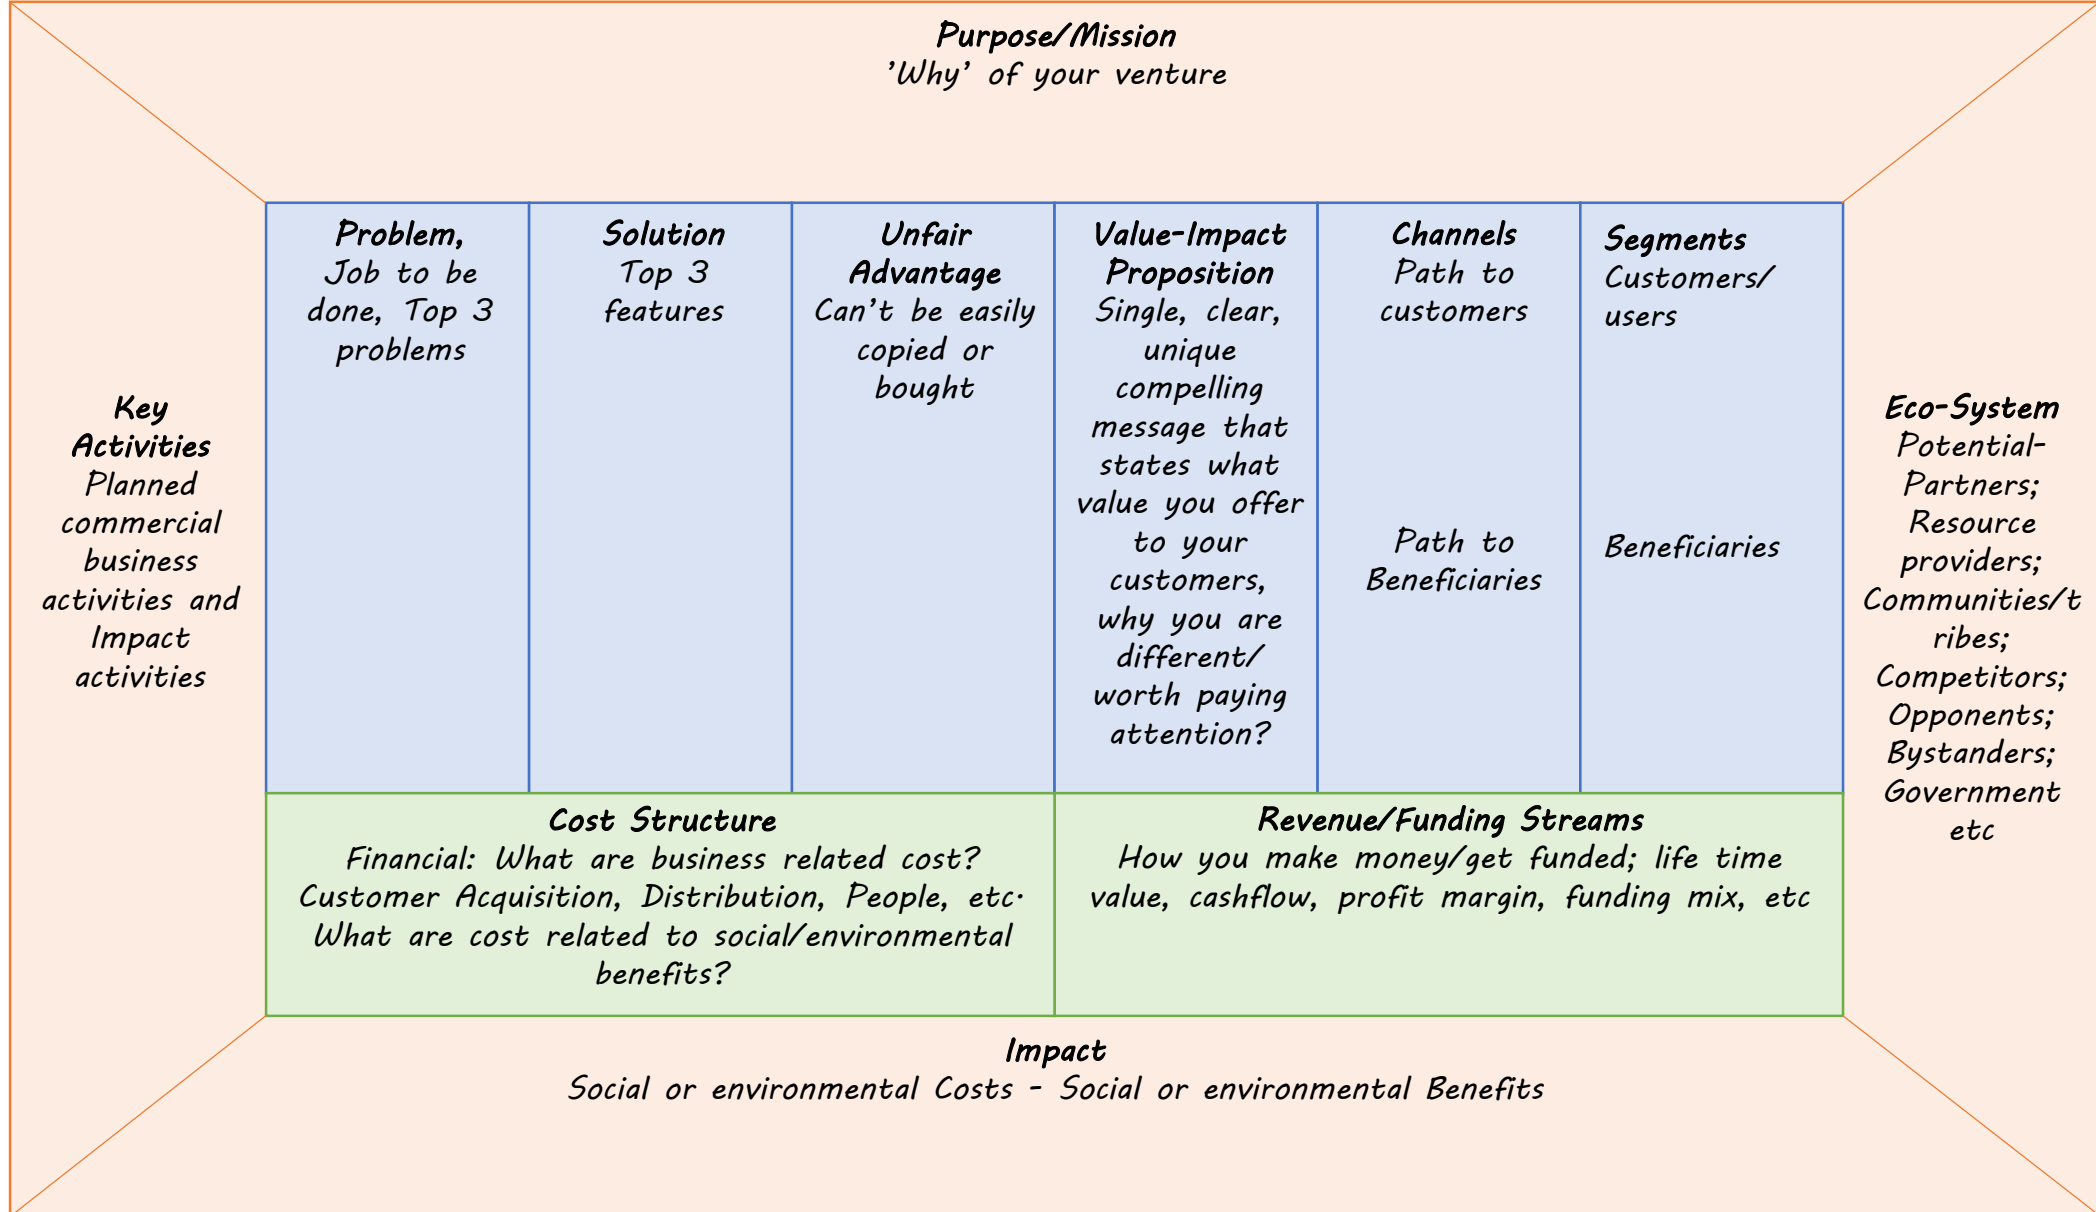 Purpose/Mission
'Why' of your venture
Key
Activities
Planned
commercial
business
activities and
Impact
activities
Problem,
Job to be
done, Top 3
problems
Solution
Top 3
features
Unfair
Advantage
Can't be easily
copied or
bought
Value-Impact
Proposition
Single, clear,
unique
compelling
message that
states what
value you offer
to your
customers,
why you are
different/
worth paying
attention?
Channels
Path to
customers
Path to
Beneficiaries
Segments
Customers/
users
Beneficiaries
Eco-System
Potential-
Partners;
Resource
providers;
Communities/t
ribes;
Competitors;
Opponents;
Bystanders;
Government
etc
Cost Structure
Financial: What are business related cost?
Customer Acquisition, Distribution, People, etc.
What are cost related to social/environmental
benefits?
Revenue/Funding Streams
How you make money/get funded; life time
value, cashflow, profit margin, funding mix, etc
Impact
Social or environmental Costs - Social or environmental Benefits